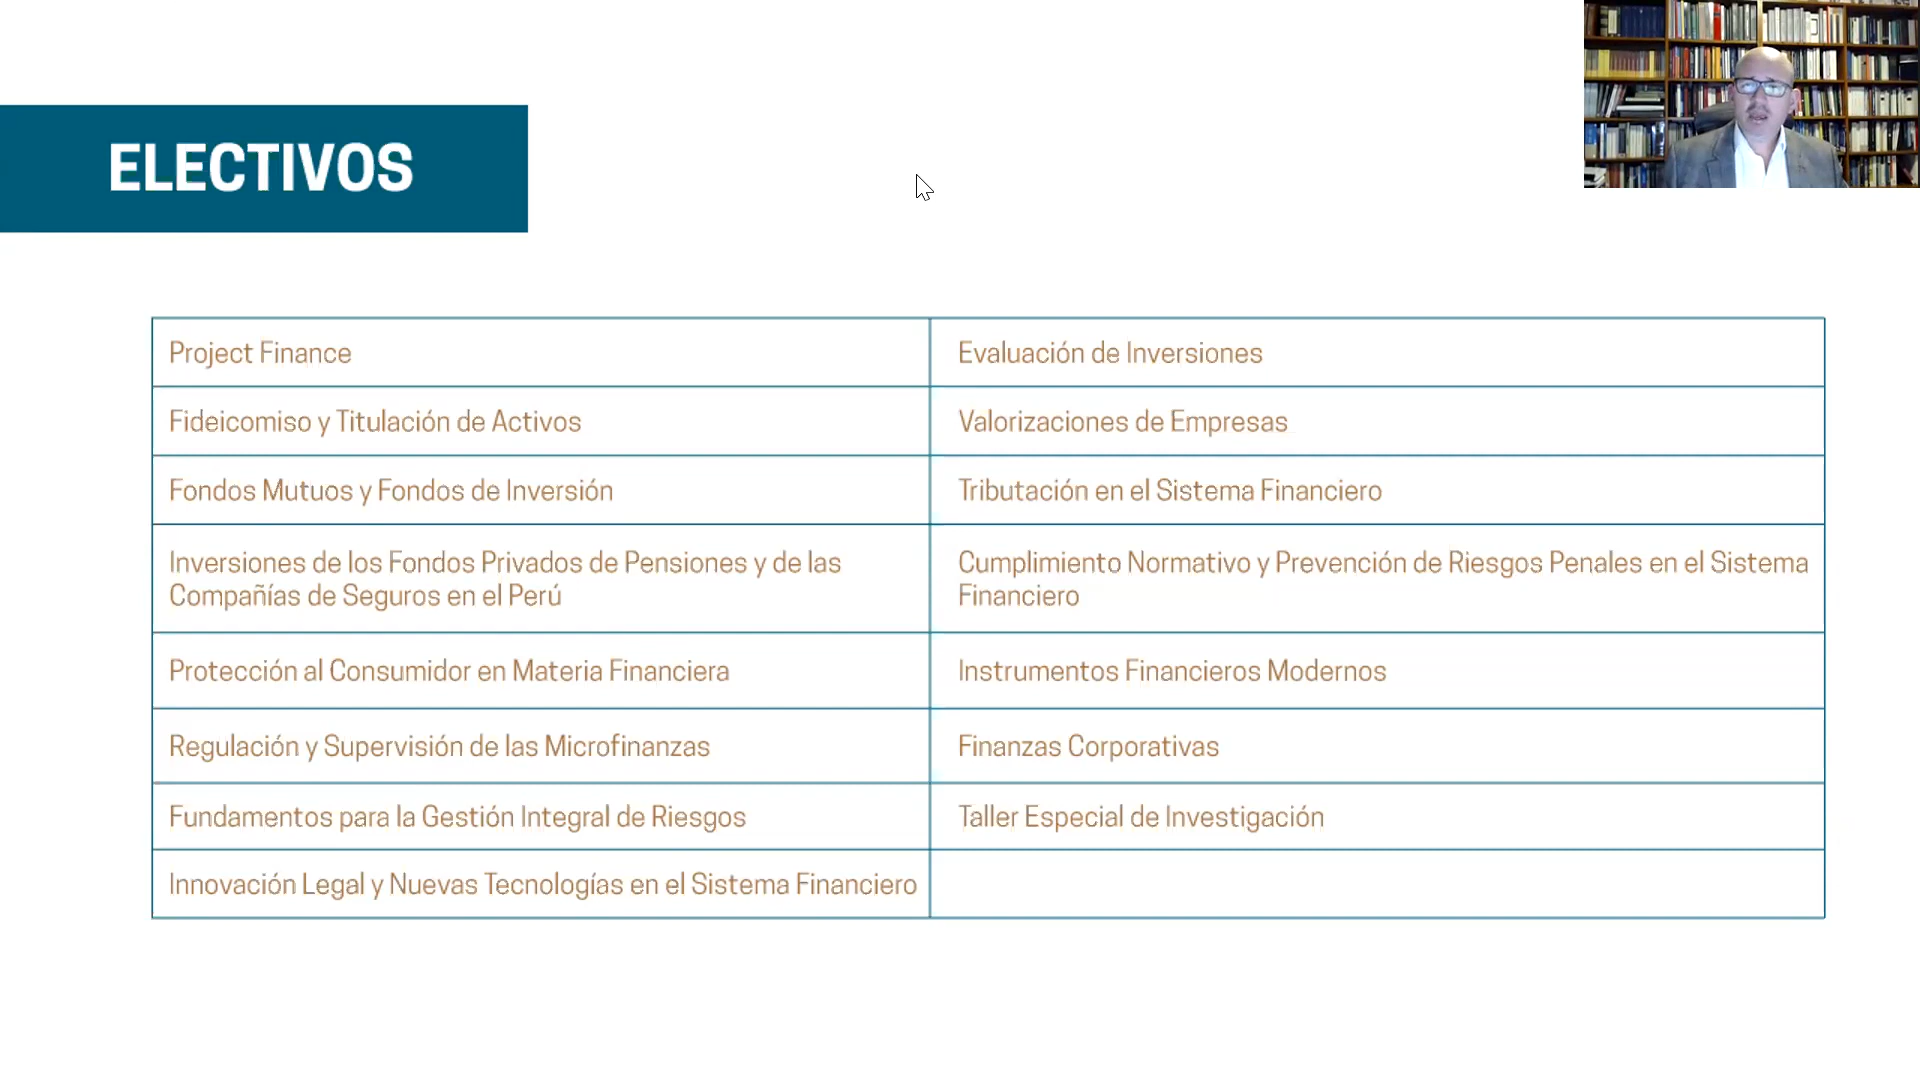 ELECTIVOS
Project Finance
Evaluación de Inversiones
Fideicomiso y Titulación de Activos
Valorizaciones de Empresas
Fondos Mutuos y Fondos de Inversión
Tributación en el Sistema Financiero
Inversiones de los Fondos Privados de Pensiones y de las
Compañías de Seguros en el Perú
Cumplimiento Normativo y Prevención de Riesgos Penales en el Sistema
Financiero
Protección al Consumidor en Materia Financiera
Instrumentos Financieros Modernos
Regulación y Supervisión de las Microfinanzas
Finanzas Corporativas
Fundamentos para la Gestión Integral de Riesgos
Taller Especial de Investigación
Innovación Legal y Nuevas Tecnologías en el Sistema Financiero